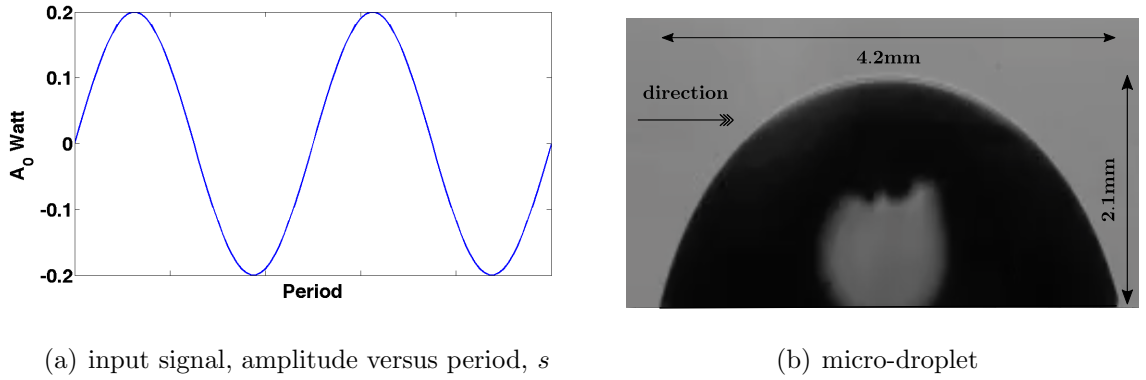 0.2
0.1
0
-0.1
-0.2
A0 Watt
Period
(a) input signal, amplitude versus period, s
4.2mm
direction
2.1mm
(b) micro-droplet